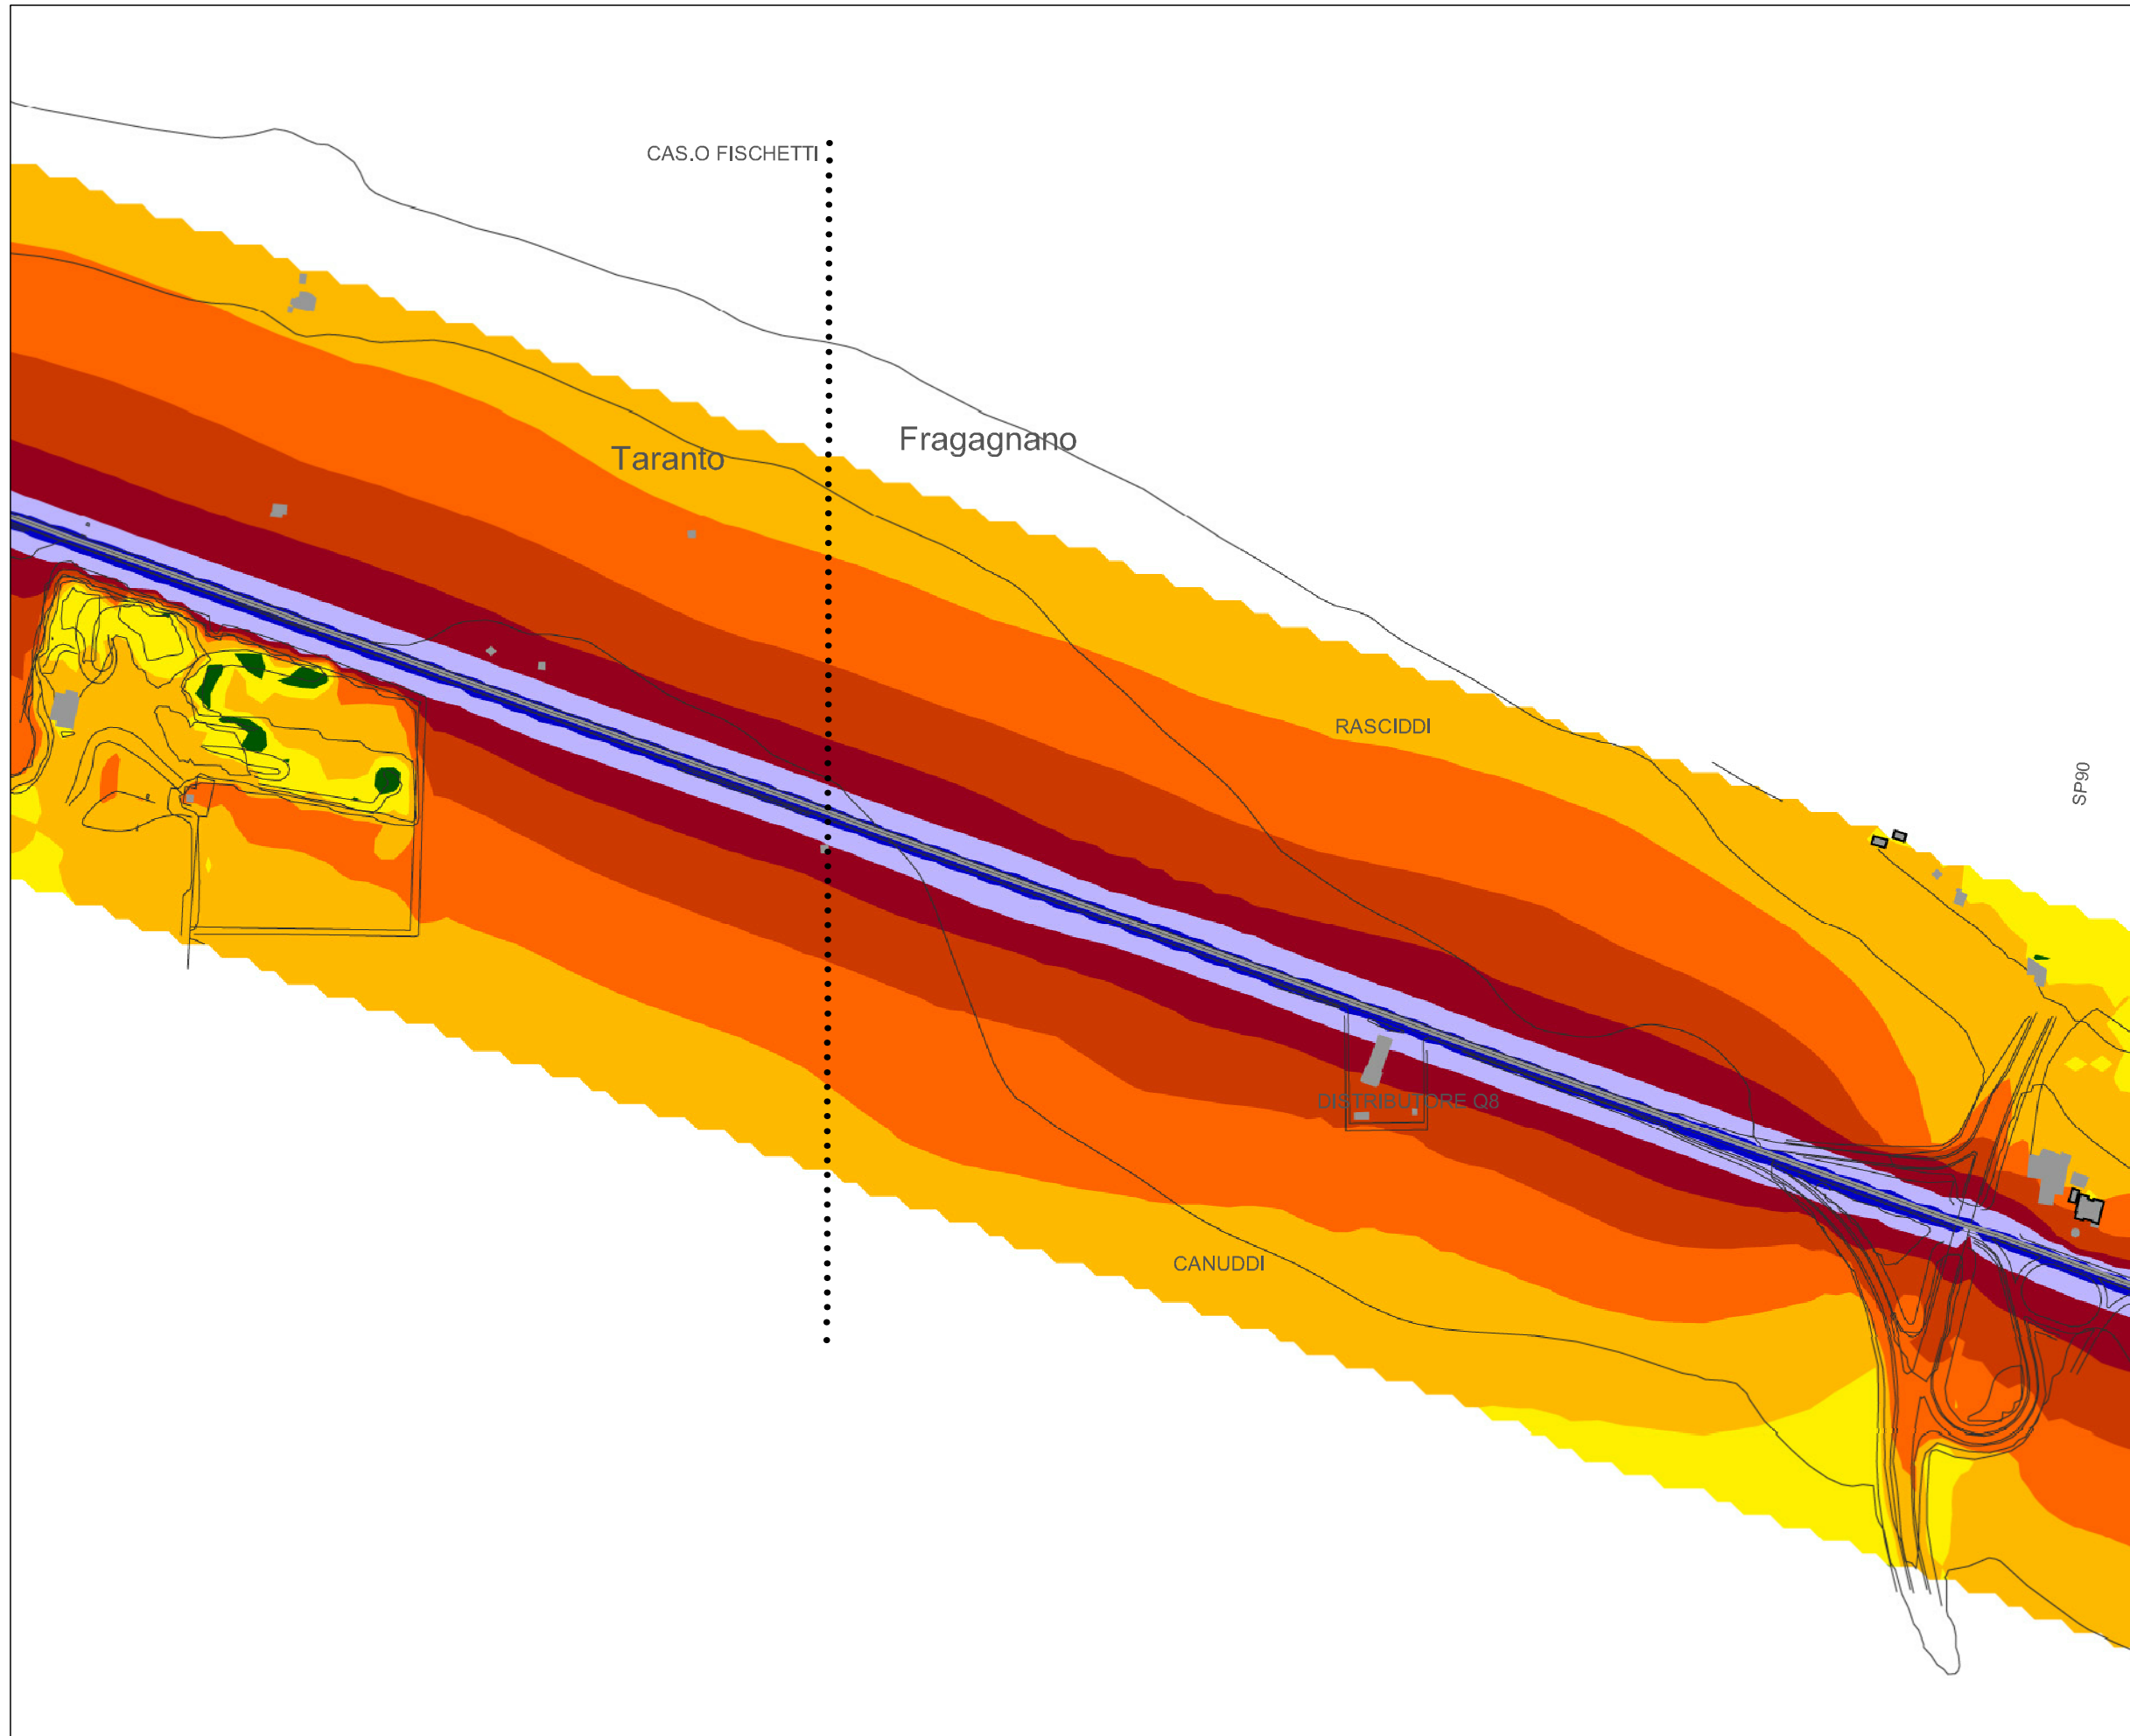 CAS.O FISCHETTI
Fragagnano
Taranto
RASCIDDI
SP90
DISTRIBUTORE Q8
CANUDDI